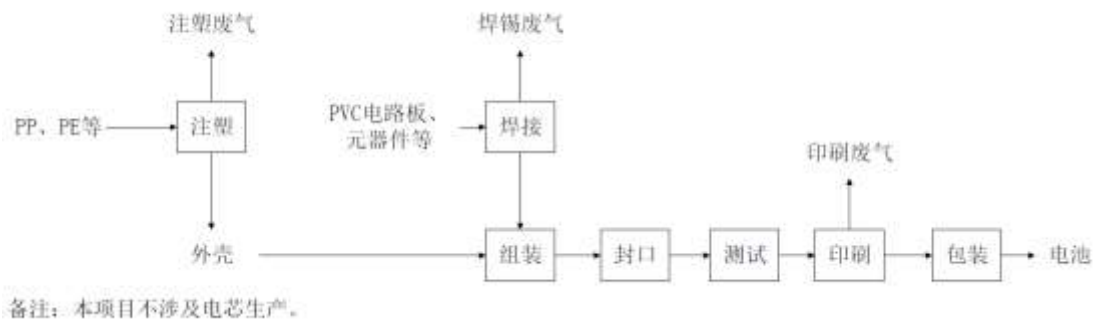 注塑废气
焊锡废气
PP、PE等
注塑
PVC电路板、
元器件等
焊接
印刷废气
外壳
组装
封口
测试
印刷
包装
电池
备注：本项目不涉及电芯生产。